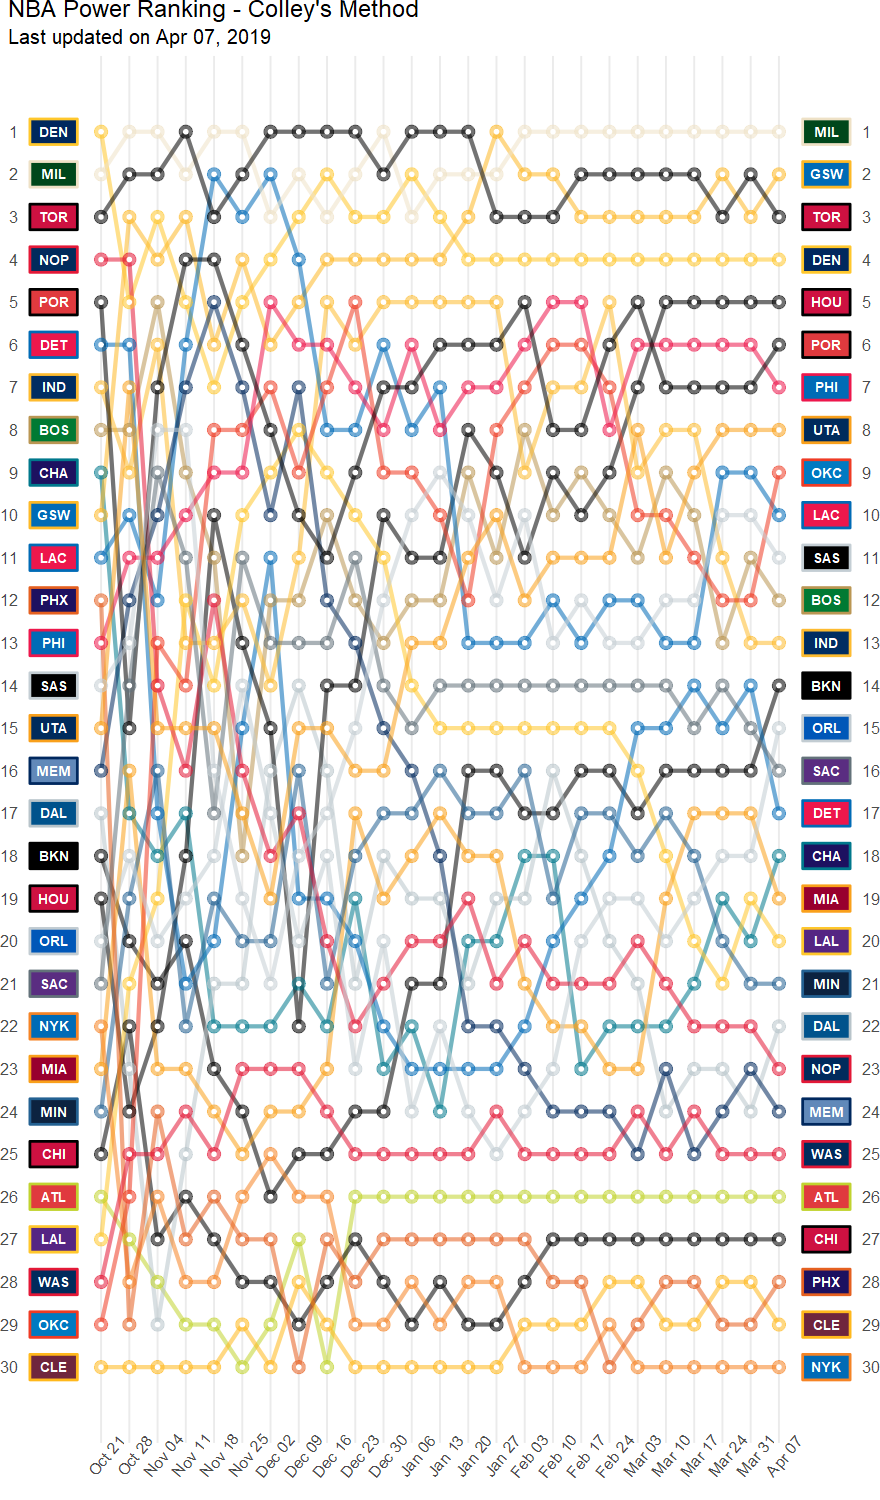 NBA Power Ranking - Colley's Method
Last updated on Apr 07, 2019
1 DEN MIL 1
2 MIL GSW 2
3 TOR TOR 3
4 NOP DEN 4
5 POR HOU 5
6 DET POR 6
7 IND PHI 7
8 BOS UTA 8
9 CHA OKC 9
10 GSW LAC 10
11 LAC SAS 11
12 PHX BOS 12
13 PHI IND 13
14 SAS BKN 14
15 UTA ORL 15
16 MEM SAC 16
17 DAL DET 17
18 BKN CHA 18
19 HOU MIA 19
20 ORL LAL 20
21 SAC MIN 21
22 NYK DAL 22
23 MIA NOP 23
24 MIN MEM 24
25 CHI WAS 25
26 ATL ATL 26
27 LAL CHI 27
28 WAS PHX 28
29 OKC CLE 29
30 CLE NYK 30
Oct 21 Oct 28 Nov 04 Nov 11 Nov 18 Nov 25 Dec 02 Dec 09 Dec 16 Dec 23 Dec 30 Jan 06 Jan 13 Jan 20 Jan 27 Feb 03 Feb 10 Feb 17 Feb 24 Mar 03 Mar 10 Mar 17 Mar 24 Mar 31 Apr 07